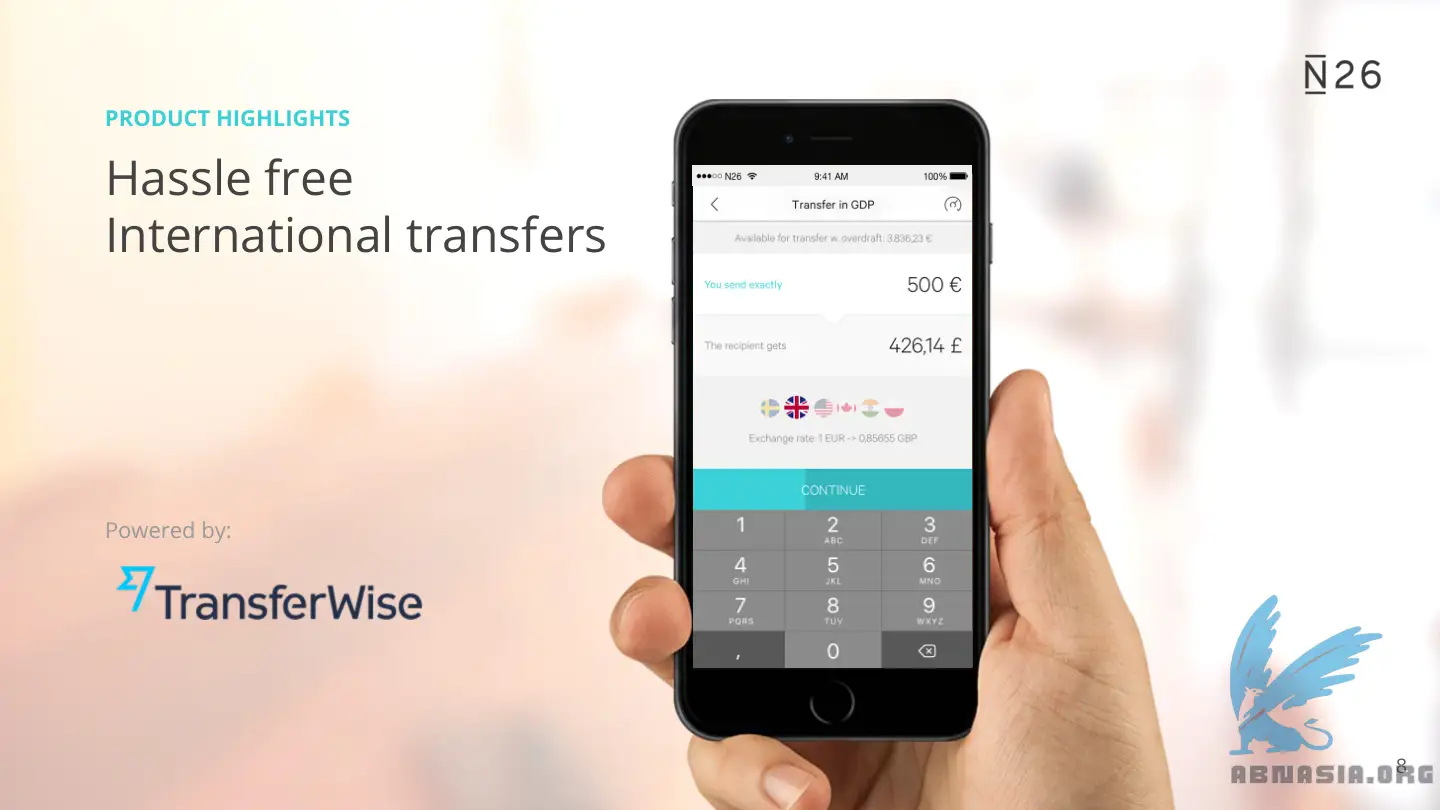 N26
PRODUCT HIGHLIGHTS
Hassle free
International transfers
N26
9:41 AM
100%
Transfer in GDP
Available for transfer w. overdraft: 3.836,23 €
You send exactly
500 €
The recipient gets
426,14 £
Exchange rate: 1 EUR -> 0,85655 GBP
CONTINUE
1
2
ABC
3
DEF
4
GHI
5
JKL
6
MNO
7
PQRS
8
TUV
9
WXYZ
,
0
Powered by:
TransferWise
8
ABNASIA.ORG